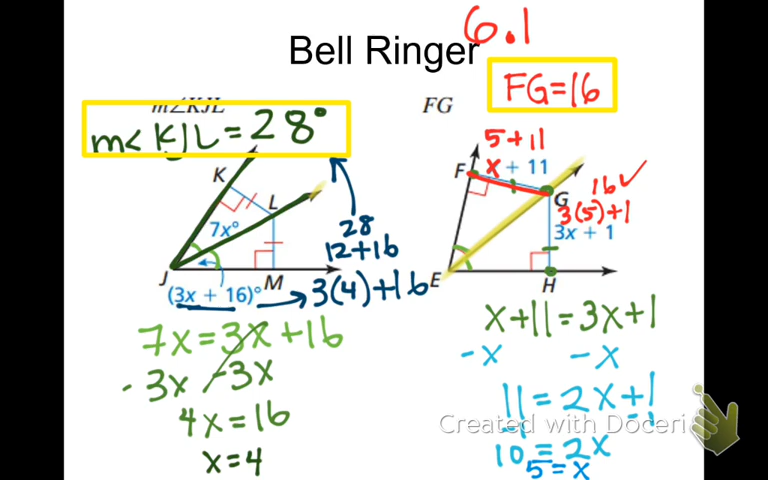 6.1
Bell Ringer
m∠KJL
FG
FG=16
m< KJL = 28°
5+11
K
F
x + 11
L
G
16 ✓
3(5)+1
7x°
28
3x + 1
12+16
J
M
E
H
(3x + 16)°
3(4)+16
7x = 3x + 16
x+11 = 3x+1
-3x -3x
-x -x
4x = 16
11 = 2x+1
-1 -1
Created with Doceri
x = 4
10 = 2x
5 = x